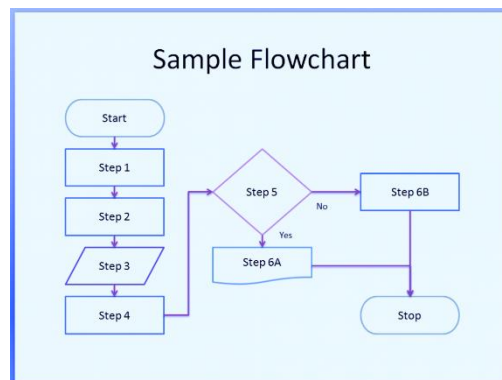 Sample Flowchart
Start
Step 1
Step 2
Step 3
Step 4
Step 5
No
Yes
Step 6A
Step 6B
Stop